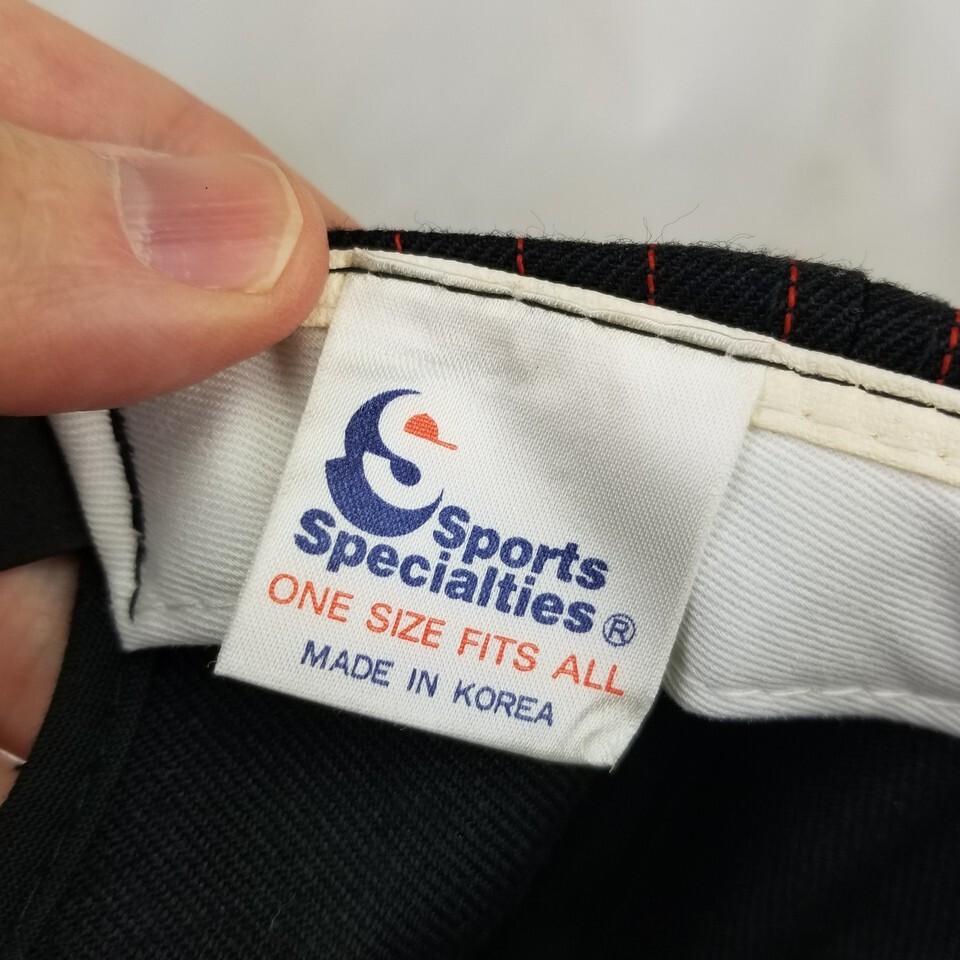 Sports
Specialties®
ONE SIZE FITS ALL
MADE IN KOREA